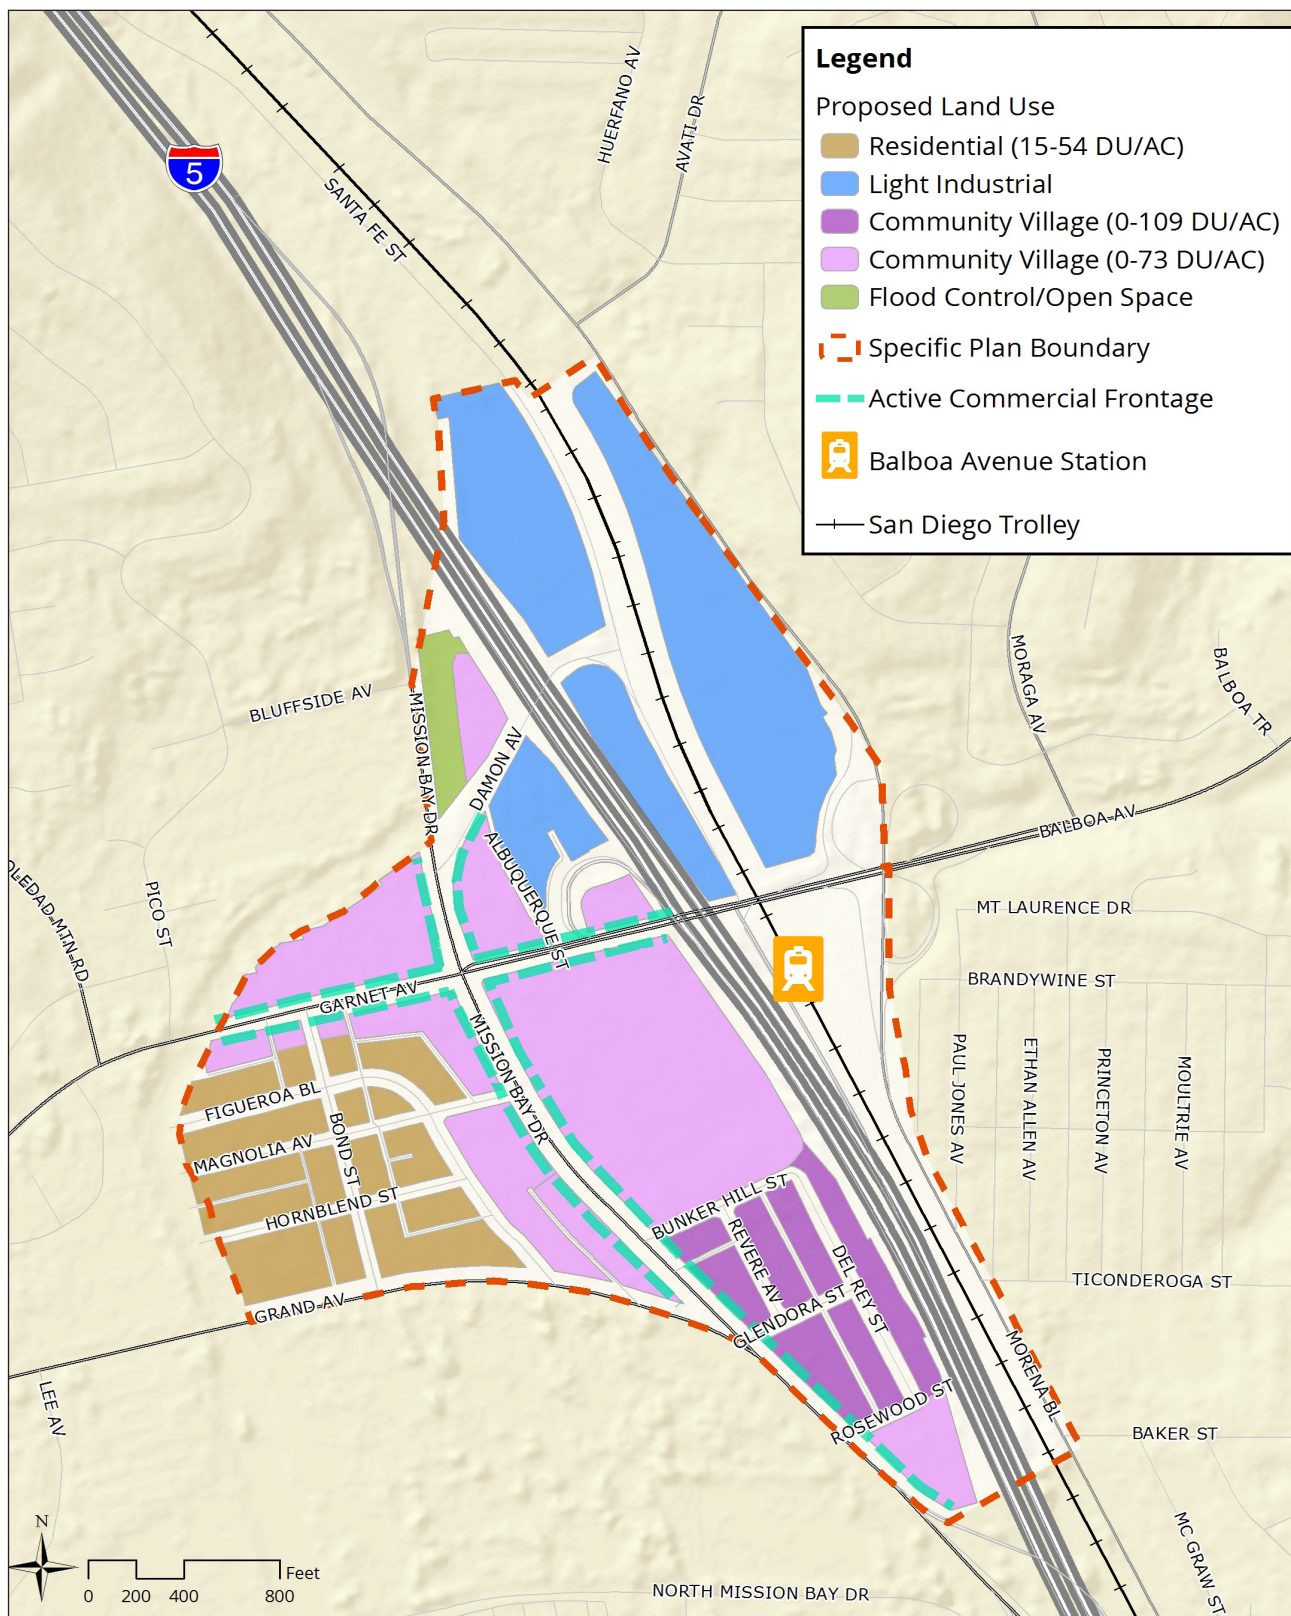 Legend
Proposed Land Use
Residential (15-54 DU/AC)
Light Industrial
Community Village (0-109 DU/AC)
Community Village (0-73 DU/AC)
Flood Control/Open Space
Specific Plan Boundary
Active Commercial Frontage
Balboa Avenue Station
San Diego Trolley
HUERFANO AV
AVATI DR
5
SANTA FE ST
MORAGA AV
BALBOA TR
BLUFFSIDE AV
MISSION BAY DR
DAMON AV
BALBOA AV
ALBUQUERQUE ST
OLEDAD MTN RD
PICO ST
MT LAURENCE DR
GARNET AV
BRANDYWINE ST
MISSION BAY DR
PAUL JONES AV
ETHAN ALLEN AV
PRINCETON AV
MOULTRIE AV
FIGUEROA BL
BOND ST
MAGNOLIA AV
HORNBLEND ST
BUNKER HILL ST
REVERE AV
DEL REY ST
TICONDEROGA ST
GRAND AV
GLENDORA ST
MORENA BL
LEE AV
ROSEWOOD ST
BAKER ST
MC GRAW ST
N
Feet
0 200 400 800
NORTH MISSION BAY DR